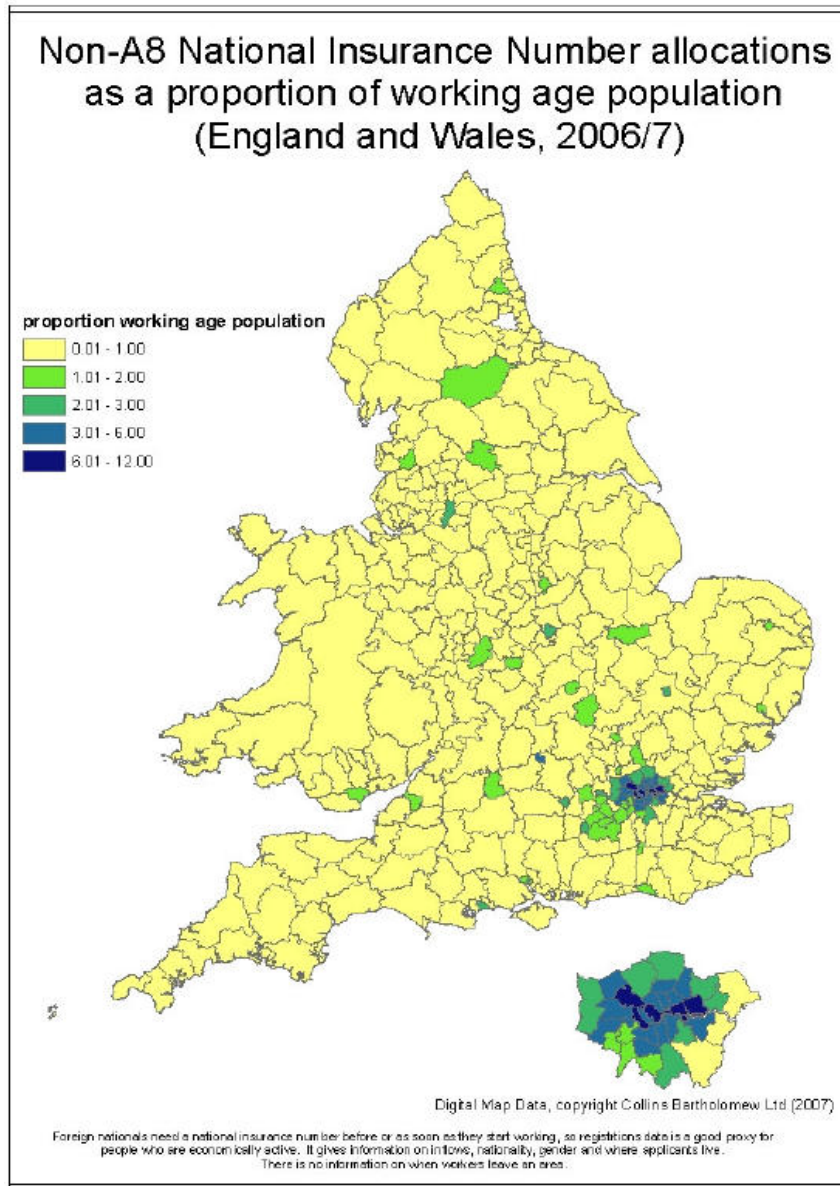 Non-A8 National Insurance Number allocations
as a proportion of working age population
(England and Wales, 2006/7)
proportion working age population
0.01 - 1.00
1.01 - 2.00
2.01 - 3.00
3.01 - 6.00
6.01 - 12.00
Digital Map Data, copyright Collins Bartholomew Ltd (2007)
Foreign nationals need a national insurance number before or as soon as they start working, so registrations data is a good proxy for
people who are economically active. It gives information on inflows, nationality, gender and where applicants live.
There is no information on when workers leave an area.